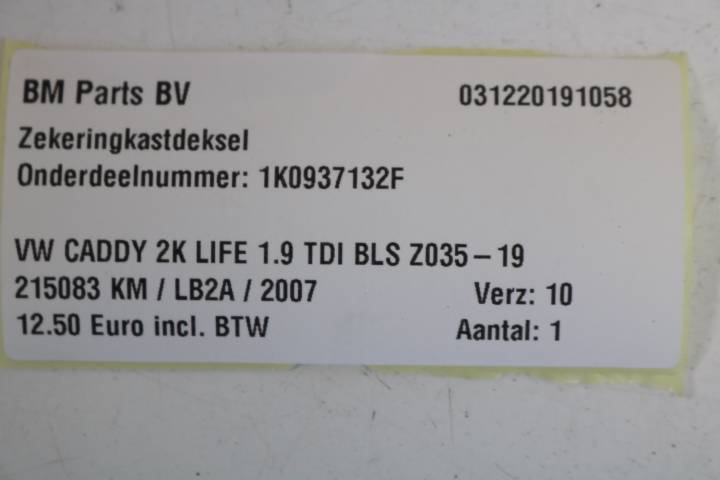 BM Parts BV 031220191058
Zekeringkastdeksel
Onderdeelnummer: 1K0937132F
VW CADDY 2K LIFE 1.9 TDI BLS Z035-19
215083 KM / LB2A / 2007 Verz: 10
12.50 Euro incl. BTW Aantal: 1